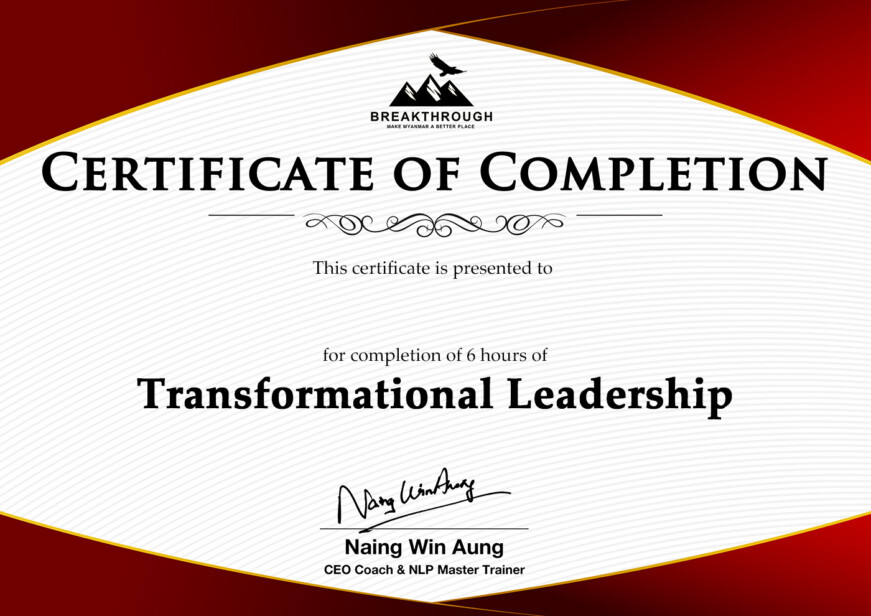 BREAKTHROUGH
MAKE MYANMAR A BETTER PLACE
CERTIFICATE OF COMPLETION
This certificate is presented to
for completion of 6 hours of
Transformational Leadership
Naing Win Aung
Naing Win Aung
CEO Coach & NLP Master Trainer